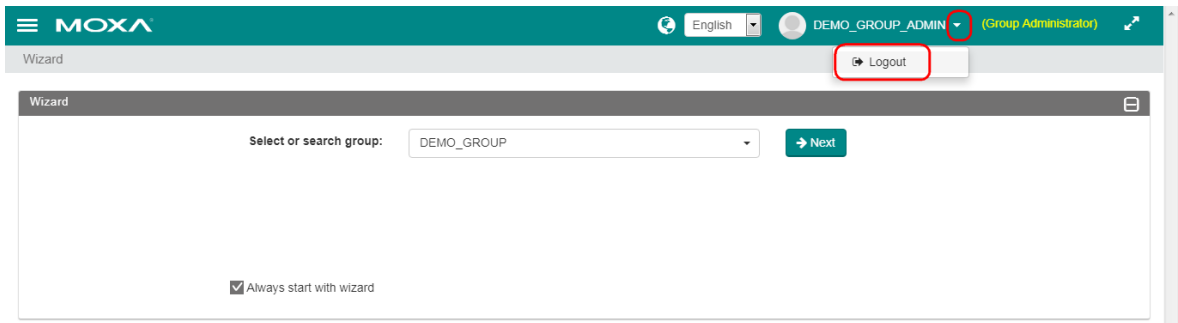 MOXA
English
DEMO_GROUP_ADMIN
(Group Administrator)
Wizard
Logout
Wizard
Select or search group:
DEMO_GROUP
Next
Always start with wizard